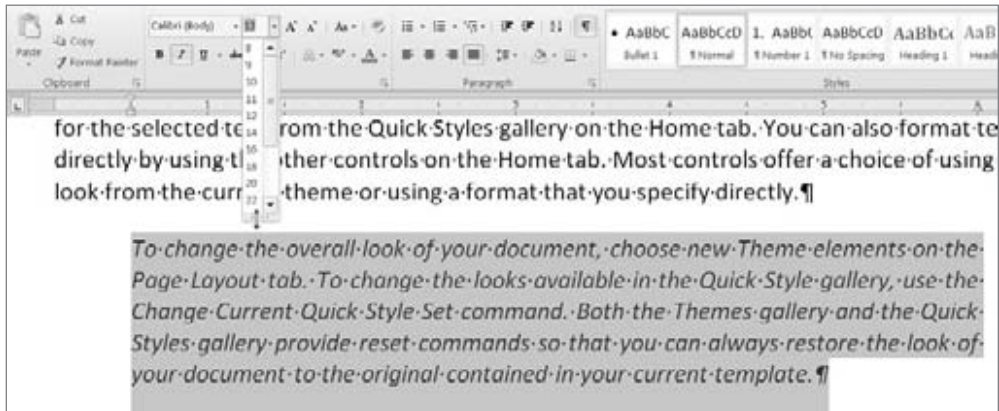 Cut
Copy
Paste
Format Painter
Clipboard
Calibri (Body)
B I U
Paragraph
AaBbC AaBbCcD 1. AaBbC AaBbCcD AaBbCc AaB
Bullet 1 ¶ Normal ¶ Number 1 ¶ No Spacing Heading 1 Head
Styles
8
9
10
11
12
14
16
18
20
22
for·the·selected·te rom·the·Quick·Styles·gallery·on·the·Home·tab.·You·can·also·format·te
directly·by·using·t ther·controls·on·the·Home·tab.·Most·controls·offer·a·choice·of·using
look·from·the·curr ·theme·or·using·a·format·that·you·specify·directly.¶
To·change·the·overall·look·of·your·document,·choose·new·Theme·elements·on·the·
Page·Layout·tab.·To·change·the·looks·available·in·the·Quick·Style·gallery,·use·the·
Change·Current·Quick·Style·Set·command.·Both·the·Themes·gallery·and·the·Quick·
Styles·gallery·provide·reset·commands·so·that·you·can·always·restore·the·look·of·
your·document·to·the·original·contained·in·your·current·template.¶